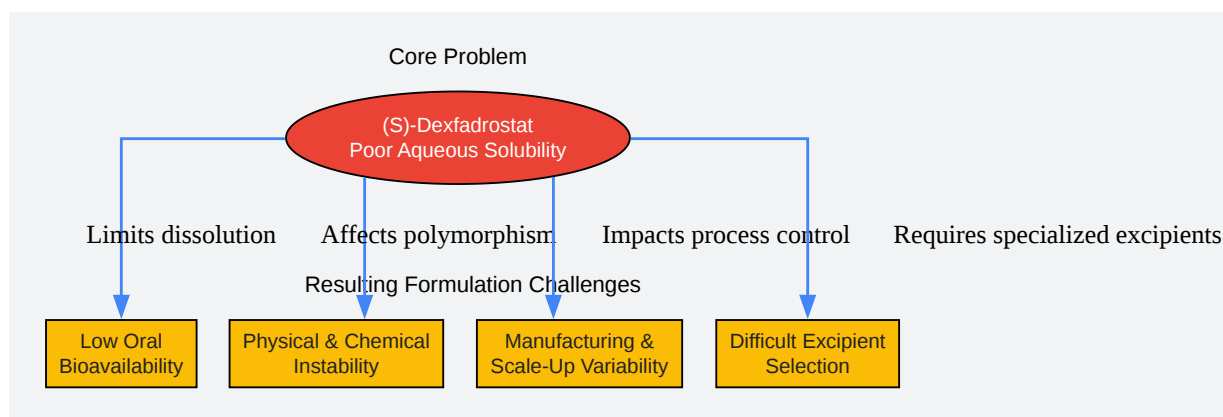 Core Problem
(S)-Dexfadrostat
Poor Aqueous Solubility
Limits dissolution
Affects polymorphism
Impacts process control
Requires specialized excipients
Resulting Formulation Challenges
Low Oral
Bioavailability
Physical & Chemical
Instability
Manufacturing &
Scale-Up Variability
Difficult Excipient
Selection